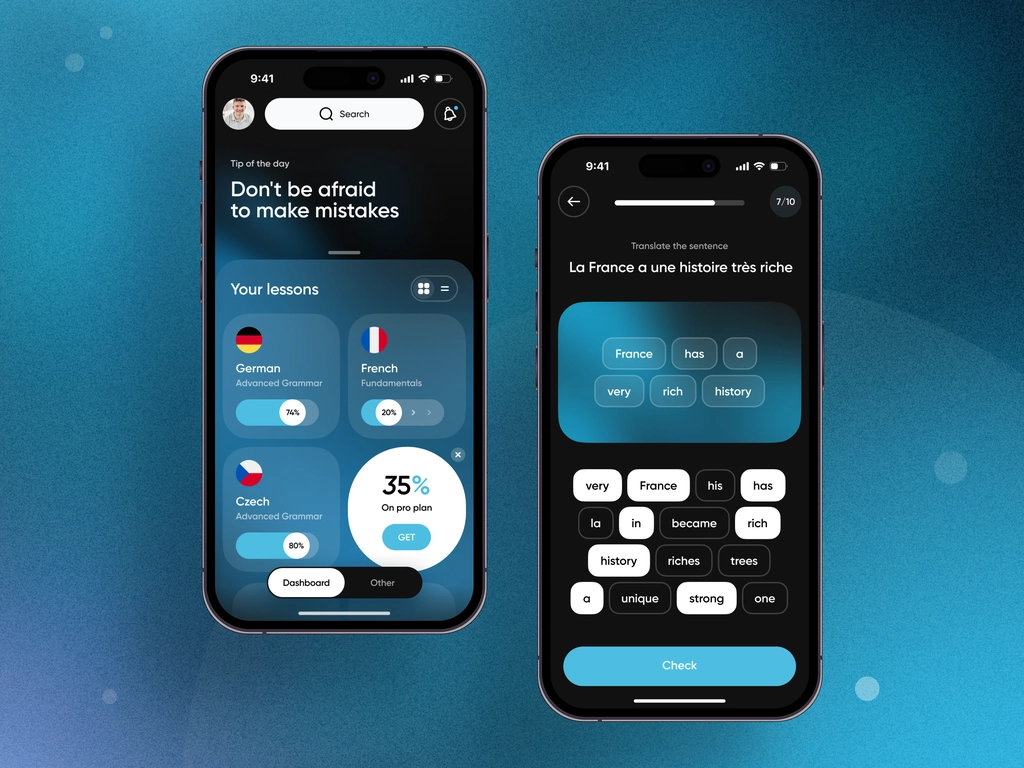 9:41
Search
Tip of the day
Don't be afraid
to make mistakes
Your lessons
German
Advanced Grammar
74%
French
Fundamentals
20%
Czech
Advanced Grammar
80%
35%
On pro plan
GET
Dashboard Other
9:41
7/10
Translate the sentence
La France a une histoire très riche
France has a
very rich history
very France his has
la in became rich
history riches trees
a unique strong one
Check